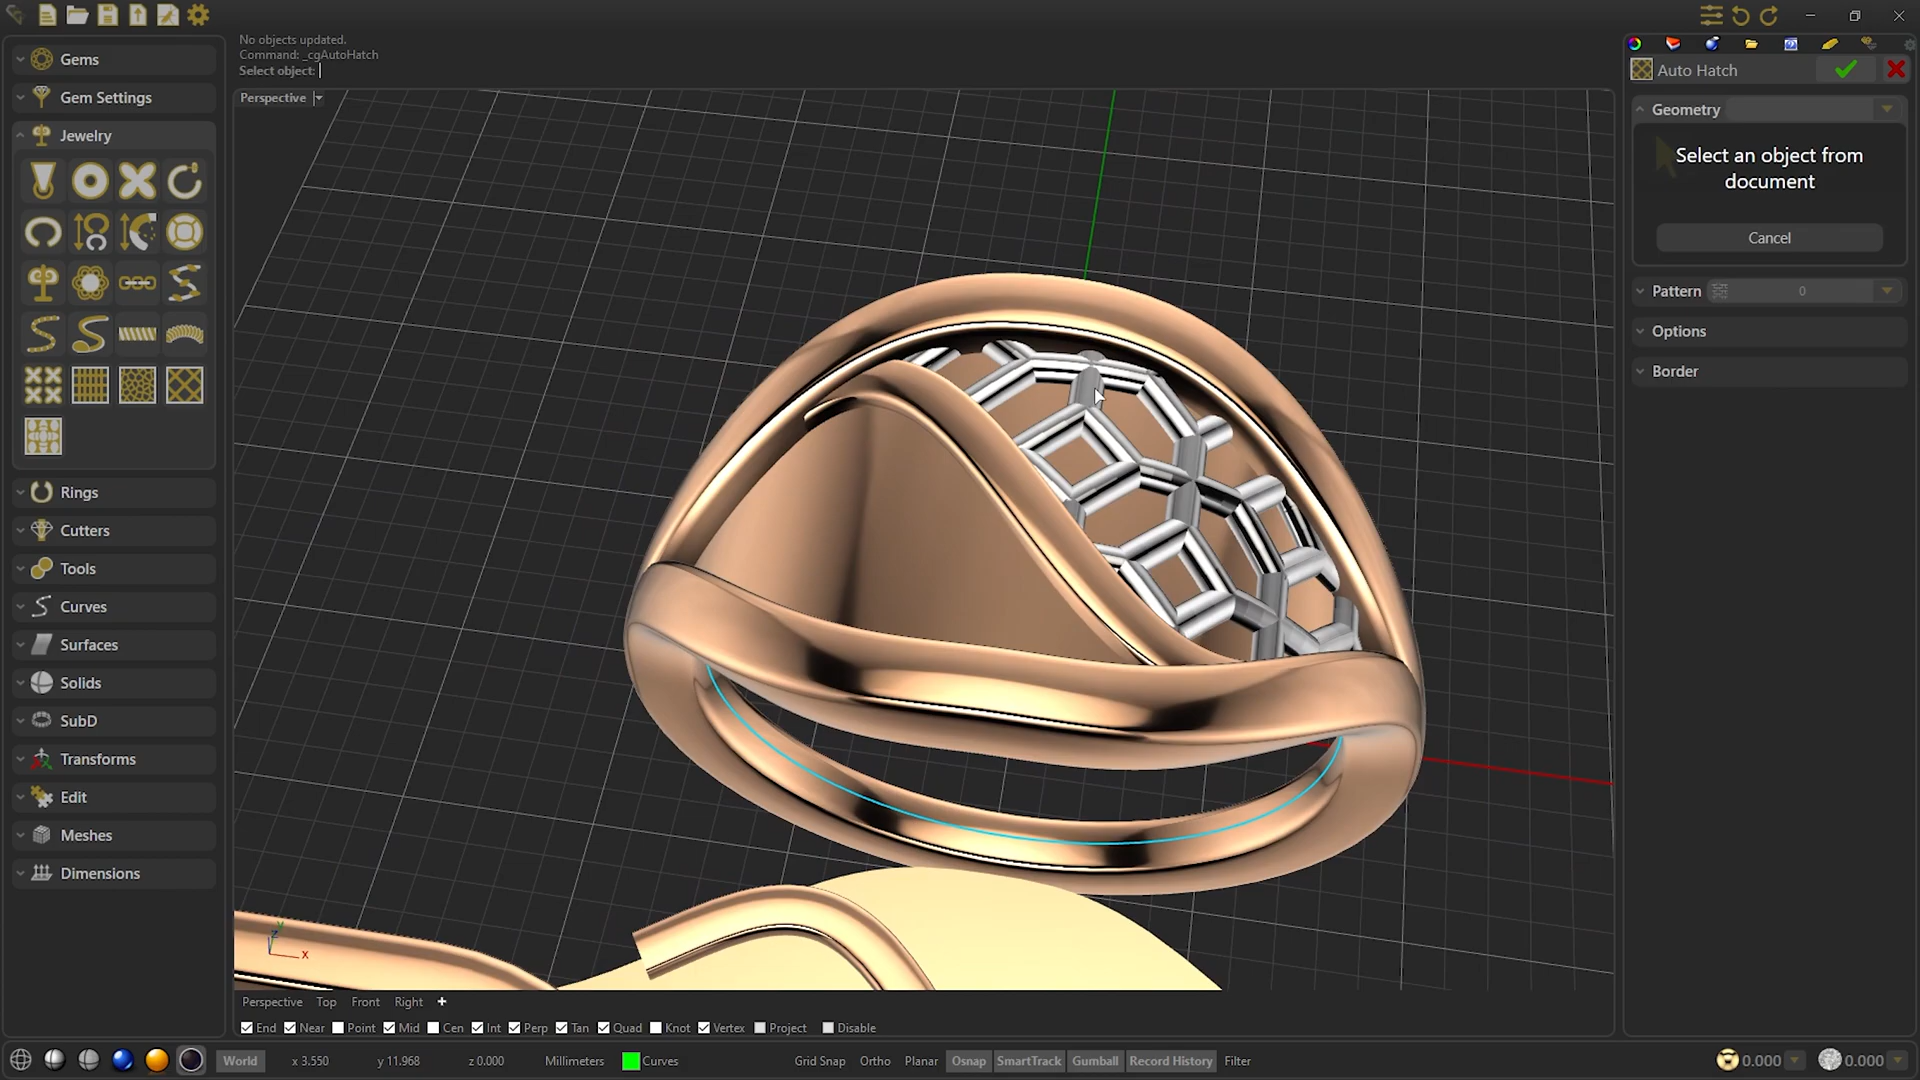 No objects updated.
Command: _cgAutoHatch
Select object:
Perspective
Gems
Gem Settings
Jewelry
Rings
Cutters
Tools
Curves
Surfaces
Solids
SubD
Transforms
Edit
Meshes
Dimensions
Auto Hatch
Geometry
Select an object from
document
Cancel
Pattern 0
Options
Border
z
x
Perspective Top Front Right
End Near Point Mid Cen Int Perp Tan Quad Knot Vertex Project Disable
World x 3.550 y 11.968 z 0.000 Millimeters Curves Grid Snap Ortho Planar Osnap SmartTrack Gumball Record History Filter 0.000 0.000